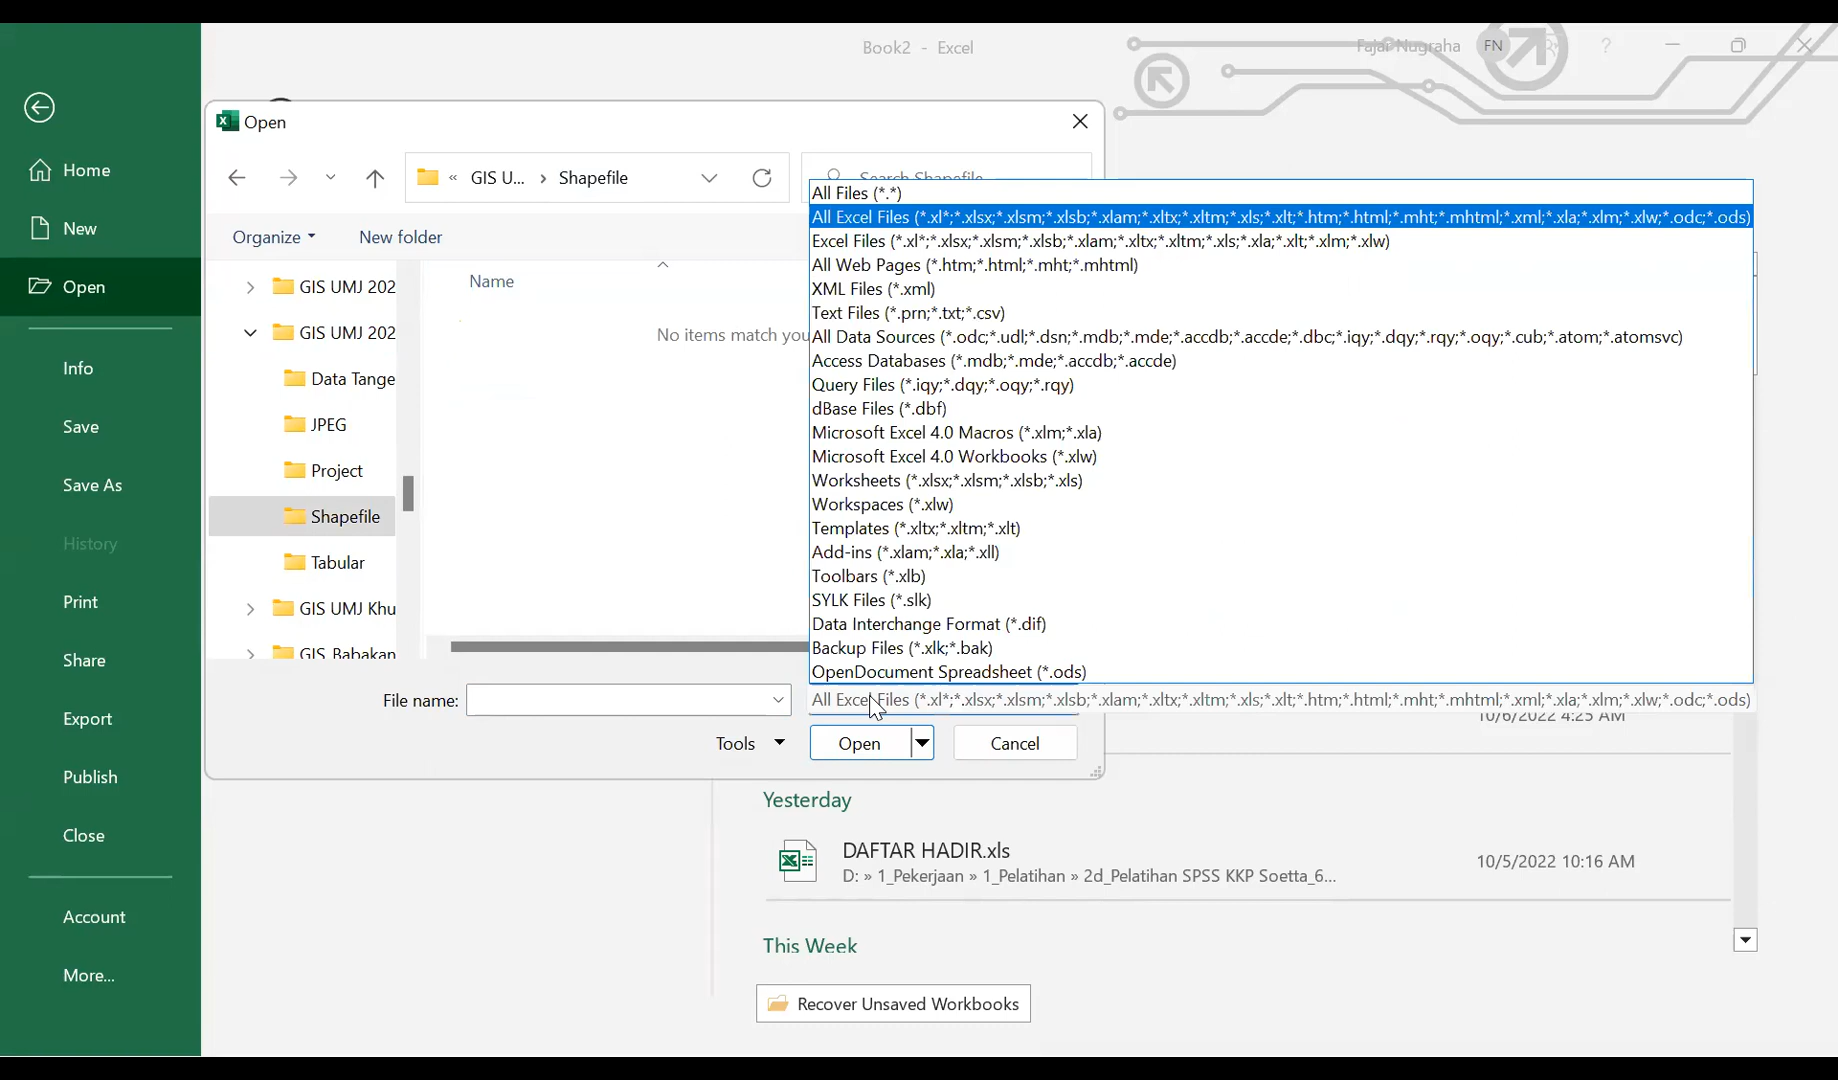 Book2 - Excel
Fajar Nugraha
FN
?
Home
New
Open
Info
Save
Save As
History
Print
Share
Export
Publish
Close
Account
More...
Open
« GIS U... › Shapefile
Search Shapefile
Organize
New folder
GIS UMJ 202
GIS UMJ 202
Data Tange
JPEG
Project
Shapefile
Tabular
GIS UMJ Khu
GIS Babakan
Name
No items match you
All Files (*.*)
All Excel Files (*.xl*;*.xlsx;*.xlsm;*.xlsb;*.xlam;*.xltx;*.xltm;*.xls;*.xlt;*.htm;*.html;*.mht;*.mhtml;*.xml;*.xla;*.xlm;*.xlw;*.odc;*.ods)
Excel Files (*.xl*;*.xlsx;*.xlsm;*.xlsb;*.xlam;*.xltx;*.xltm;*.xls;*.xla;*.xlt;*.xlm;*.xlw)
All Web Pages (*.htm;*.html;*.mht;*.mhtml)
XML Files (*.xml)
Text Files (*.prn;*.txt;*.csv)
All Data Sources (*.odc;*.udl;*.dsn;*.mdb;*.mde;*.accdb;*.accde;*.dbc;*.iqy;*.dqy;*.rqy;*.oqy;*.cub;*.atom;*.atomsvc)
Access Databases (*.mdb;*.mde;*.accdb;*.accde)
Query Files (*.iqy;*.dqy;*.oqy;*.rqy)
dBase Files (*.dbf)
Microsoft Excel 4.0 Macros (*.xlm;*.xla)
Microsoft Excel 4.0 Workbooks (*.xlw)
Worksheets (*.xlsx;*.xlsm;*.xlsb;*.xls)
Workspaces (*.xlw)
Templates (*.xltx;*.xltm;*.xlt)
Add-ins (*.xlam;*.xla;*.xll)
Toolbars (*.xlb)
SYLK Files (*.slk)
Data Interchange Format (*.dif)
Backup Files (*.xlk;*.bak)
OpenDocument Spreadsheet (*.ods)
File name:
All Excel Files (*.xl*;*.xlsx;*.xlsm;*.xlsb;*.xlam;*.xltx;*.xltm;*.xls;*.xlt;*.htm;*.html;*.mht;*.mhtml;*.xml;*.xla;*.xlm;*.xlw;*.odc;*.ods)
Tools
Open
Cancel
10/6/2022 4:25 AM
Yesterday
DAFTAR HADIR.xls
D: » 1_Pekerjaan » 1_Pelatihan » 2d_Pelatihan SPSS KKP Soetta_6...
10/5/2022 10:16 AM
This Week
Recover Unsaved Workbooks